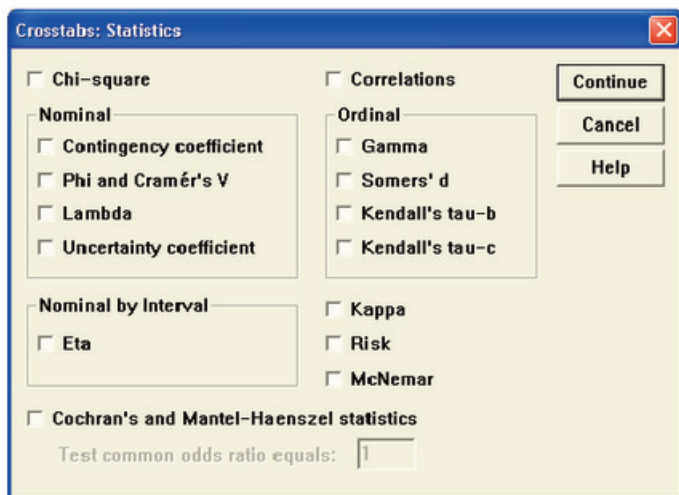 Crosstabs: Statistics
Chi-square
Correlations
Continue
Nominal
Ordinal
Cancel
Contingency coefficient
Gamma
Help
Phi and Cramér's V
Somers' d
Lambda
Kendall's tau-b
Uncertainty coefficient
Kendall's tau-c
Nominal by Interval
Kappa
Eta
Risk
McNemar
Cochran's and Mantel-Haenszel statistics
Test common odds ratio equals: 1